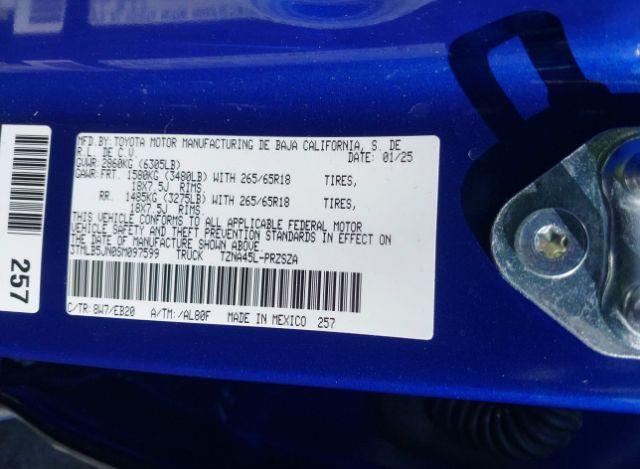 MFD.BY:TOYOTA MOTOR MANUFACTURING DE BAJA CALIFORNIA, S. DE
R.L. DE C.V. DATE: 01/25
GVWR:2860KG (6305LB)
GAWR:FRT. 1580KG (3480LB) WITH 265/65R18 TIRES,
18X7.5J RIMS
RR. 1485KG (3275LB) WITH 265/65R18 TIRES,
18X7.5J RIMS.
THIS VEHICLE CONFORMS TO ALL APPLICABLE FEDERAL MOTOR
VEHICLE SAFETY AND THEFT PREVENTION STANDARDS IN EFFECT ON
THE DATE OF MANUFACTURE SHOWN ABOVE.
3TMLB5JN0SM097599 TRUCK TZNA45L-PRZSZA
C/TR:8W7/EB20 A/TM:/AL80F MADE IN MEXICO 257
257